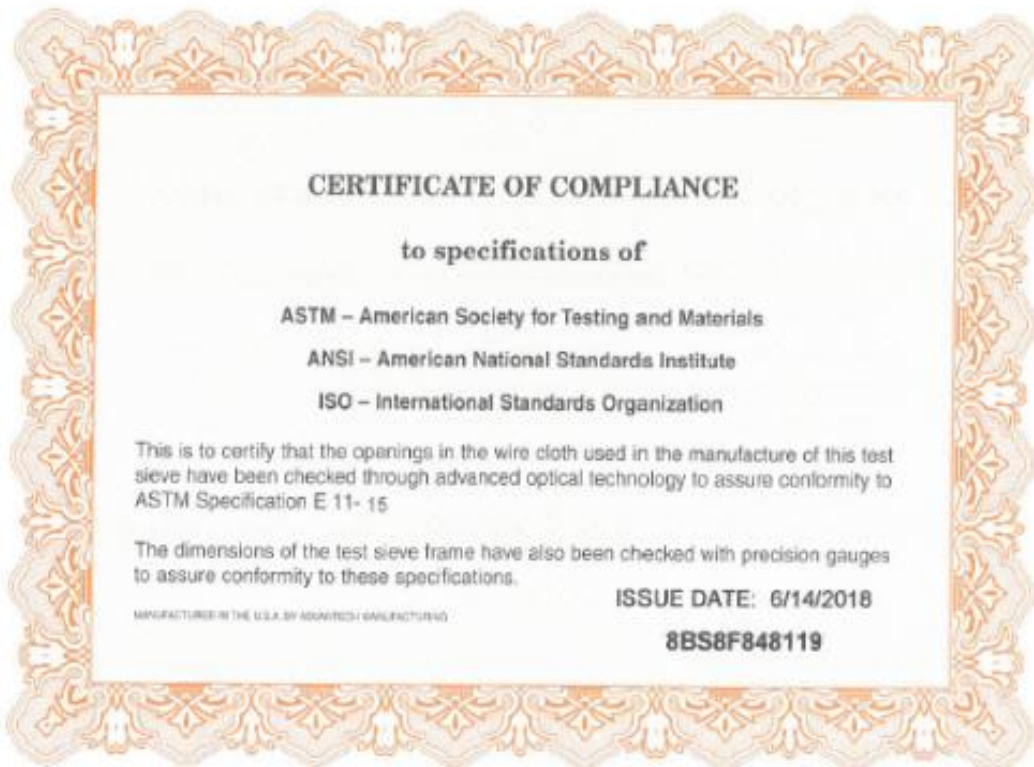 CERTIFICATE OF COMPLIANCE
to specifications of
ASTM – American Society for Testing and Materials
ANSI – American National Standards Institute
ISO – International Standards Organization
This is to certify that the openings in the wire cloth used in the manufacture of this test
sieve have been checked through advanced optical technology to assure conformity to
ASTM Specification E 11- 15
The dimensions of the test sieve frame have also been checked with precision gauges
to assure conformity to these specifications.
ISSUE DATE: 6/14/2018
MANUFACTURED IN THE U.S.A. BY ADVANTECH MANUFACTURING
8BS8F848119